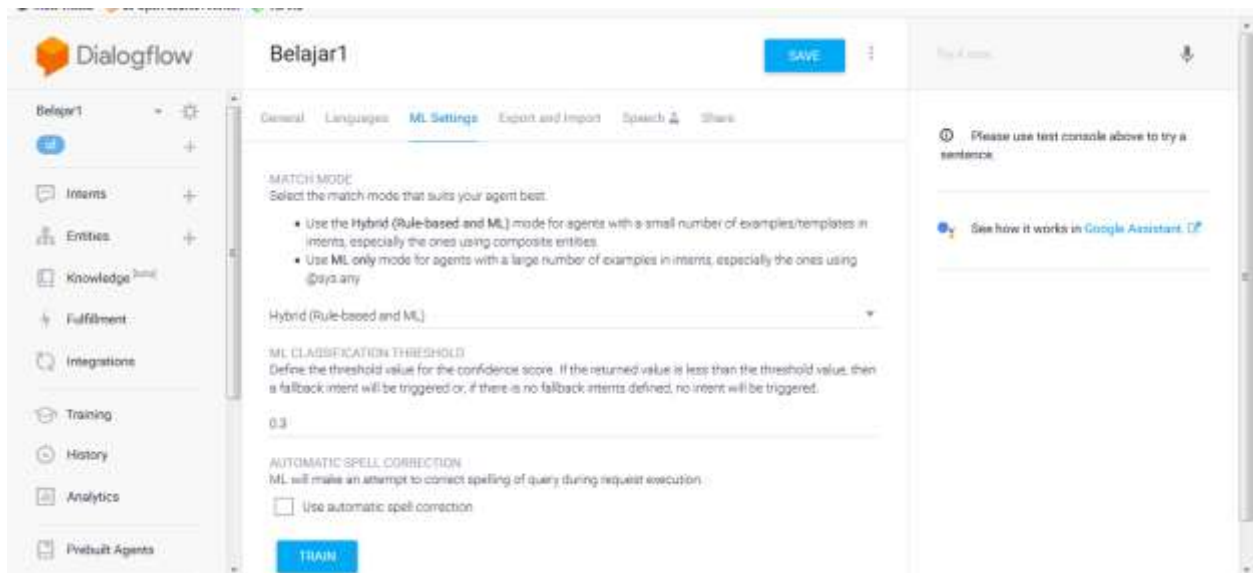 Dialogflow
Belajar1
id
Intents
Entities
Knowledge [beta]
Fulfillment
Integrations
Training
History
Analytics
Prebuilt Agents
Belajar1
SAVE
General Languages ML Settings Export and Import Speech Share
MATCH MODE
Select the match mode that suits your agent best.
Use the Hybrid (Rule-based and ML) mode for agents with a small number of examples/templates in
intents, especially the ones using composite entities.
Use ML only mode for agents with a large number of examples in intents, especially the ones using
@sys.any
Hybrid (Rule-based and ML)
ML CLASSIFICATION THRESHOLD
Define the threshold value for the confidence score. If the returned value is less than the threshold value, then
a fallback intent will be triggered or, if there is no fallback intents defined, no intent will be triggered.
0.3
AUTOMATIC SPELL CORRECTION
ML will make an attempt to correct spelling of query during request execution
Use automatic spell correction
TRAIN
Try it now
Please use test console above to try a
sentence.
See how it works in Google Assistant.